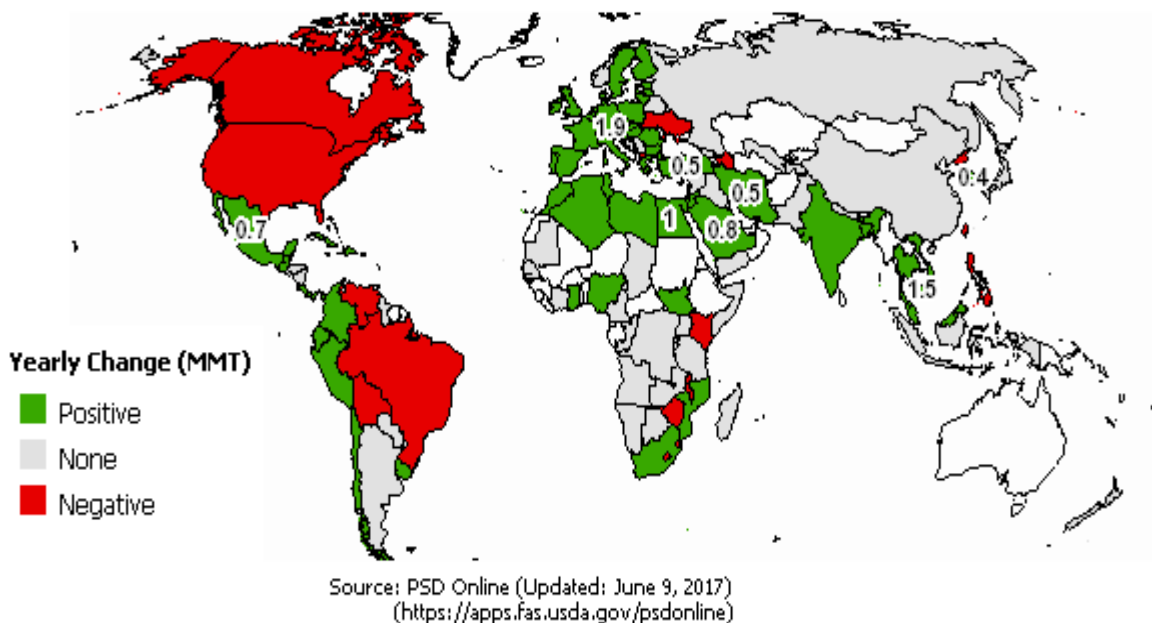 1.9
0.5
0.5
0.4
0.7
1
0.8
1.5
Yearly Change (MMT)
Positive
None
Negative
Source: PSD Online (Updated: June 9, 2017)
(https://apps.fas.usda.gov/psdonline)